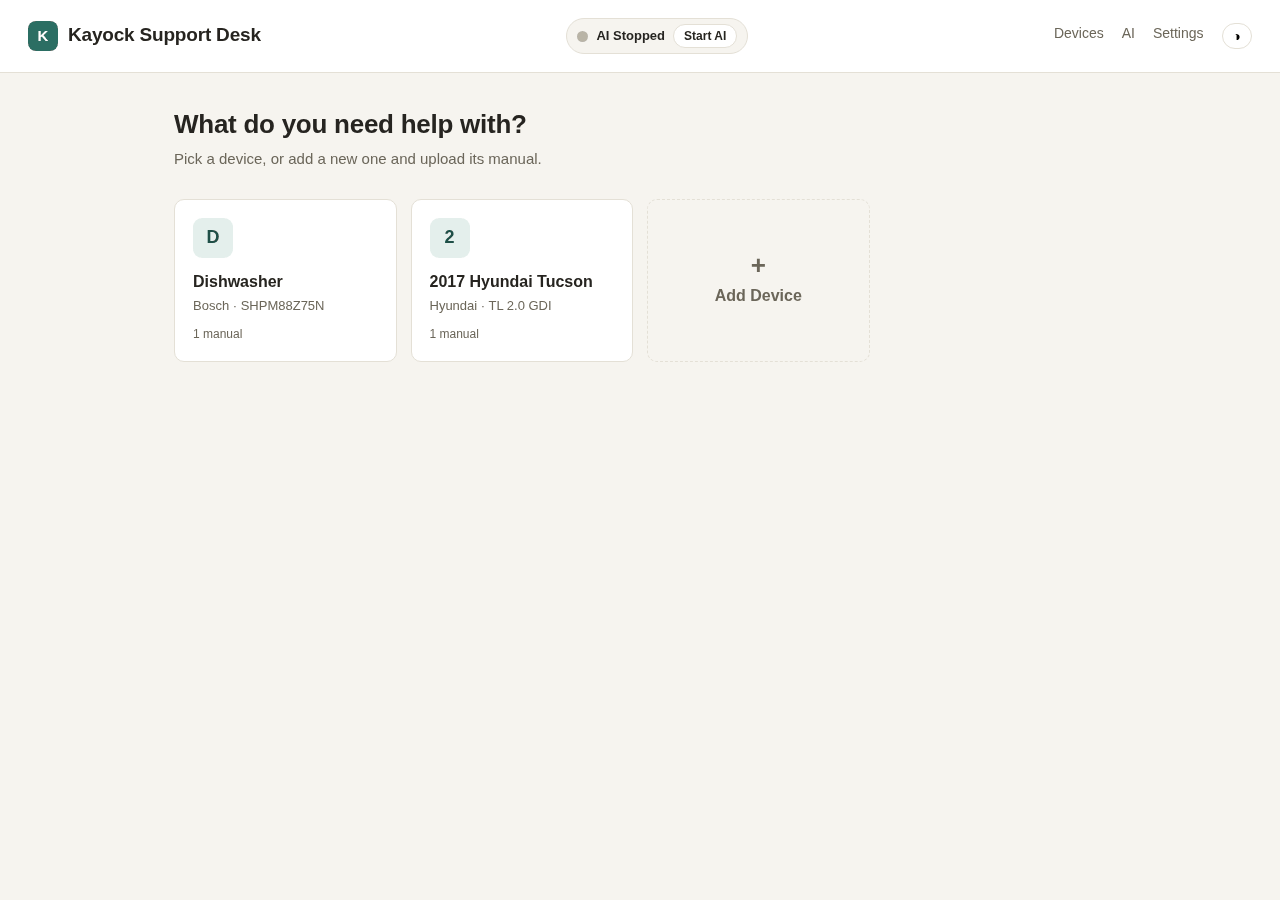 K
Kayock Support Desk
AI Stopped
Start AI
Devices
AI
Settings
What do you need help with?
Pick a device, or add a new one and upload its manual.
D
Dishwasher
Bosch · SHPM88Z75N
1 manual
2
2017 Hyundai Tucson
Hyundai · TL 2.0 GDI
1 manual
+
Add Device